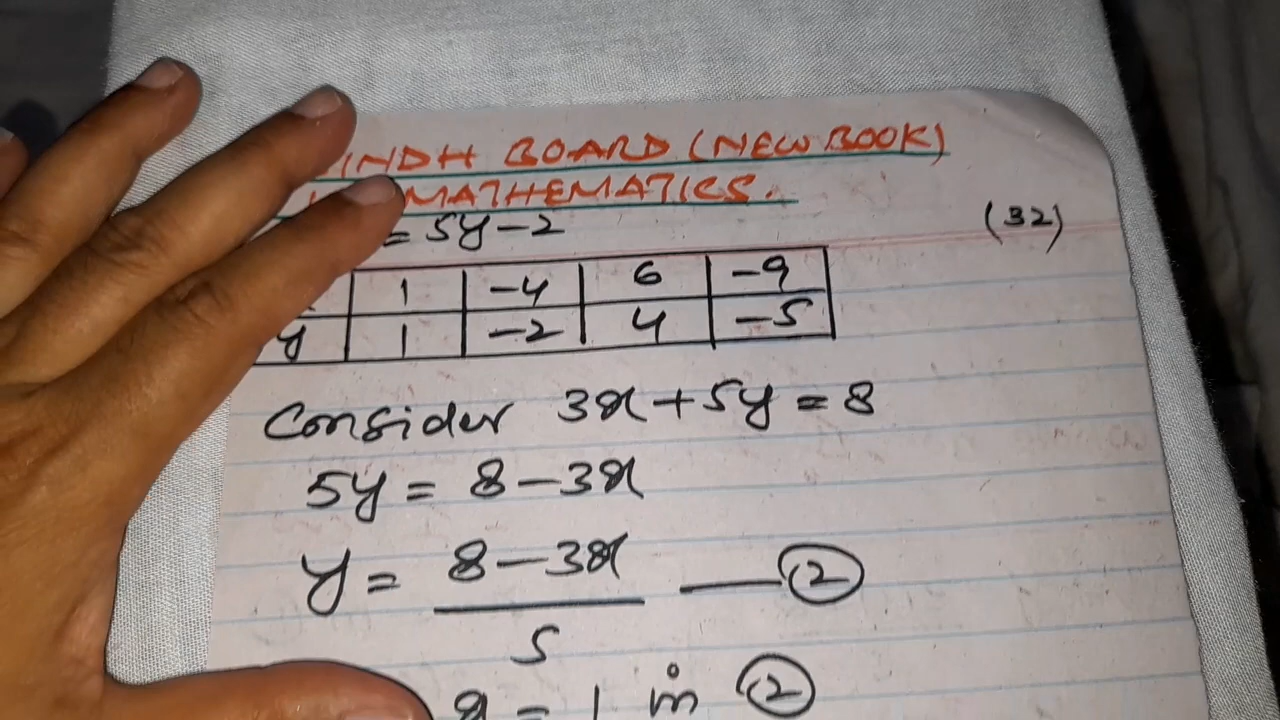 INDH BOARD (NEW BOOK)
MATHEMATICS.
= 5y-2
(32)
1 | -4 | 6 | -9
y | 1 | -2 | 4 | -5
Consider 3x+5y=8
5y = 8-3x
y = 8-3x —②
5
x = 1 in ②